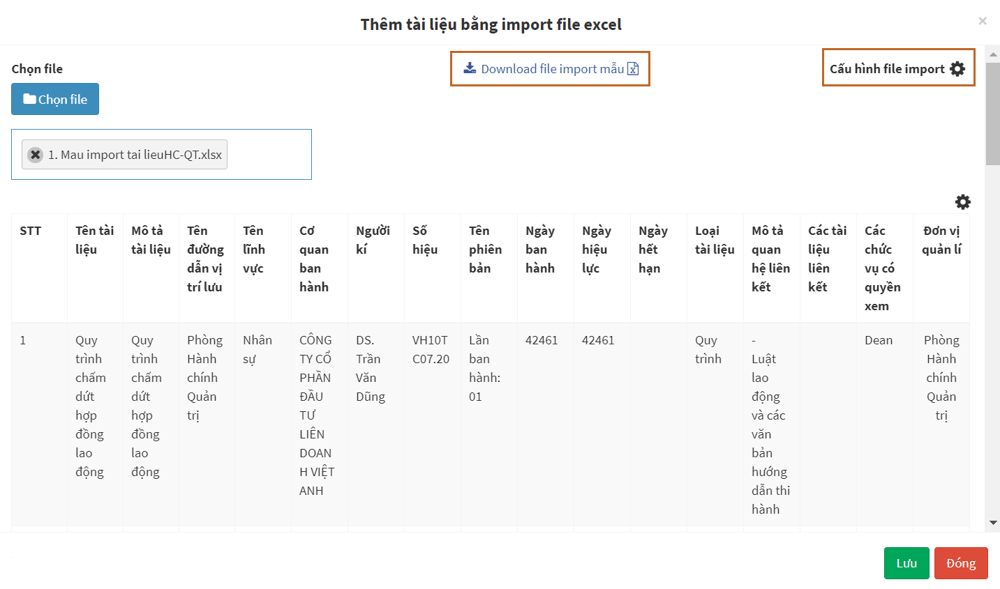 Thêm tài liệu bằng import file excel
×
Chọn file
Download file import mẫu
Cấu hình file import
Chọn file
1. Mau import tai lieuHC-QT.xlsx
STT
Tên tài
liệu
Mô tả
tài liệu
Tên
đường
dẫn vị
trí lưu
Tên
lĩnh
vực
Cơ
quan
ban
hành
Người
kí
Số
hiệu
Tên
phiên
bản
Ngày
ban
hành
Ngày
hiệu
lực
Ngày
hết
hạn
Loại
tài liệu
Mô tả
quan
hệ liên
kết
Các tài
liệu
liên
kết
Các
chức
vụ có
quyền
xem
Đơn vị
quản lí
1
Quy
trình
chấm
dứt
hợp
đồng
lao
động
Quy
trình
chấm
dứt
hợp
đồng
lao
động
Phòng
Hành
chính
Quản
trị
Nhân
sự
CÔNG
TY CỔ
PHẦN
ĐẦU
TƯ
LIÊN
DOAN
H VIỆT
ANH
DS.
Trần
Văn
Dũng
VH10T
C07.20
Lần
ban
hành:
01
42461
42461
Quy
trình
-
Luật
lao
động
và các
văn
bản
hướng
dẫn thi
hành
Dean
Phòng
Hành
chính
Quản
trị
Lưu
Đóng